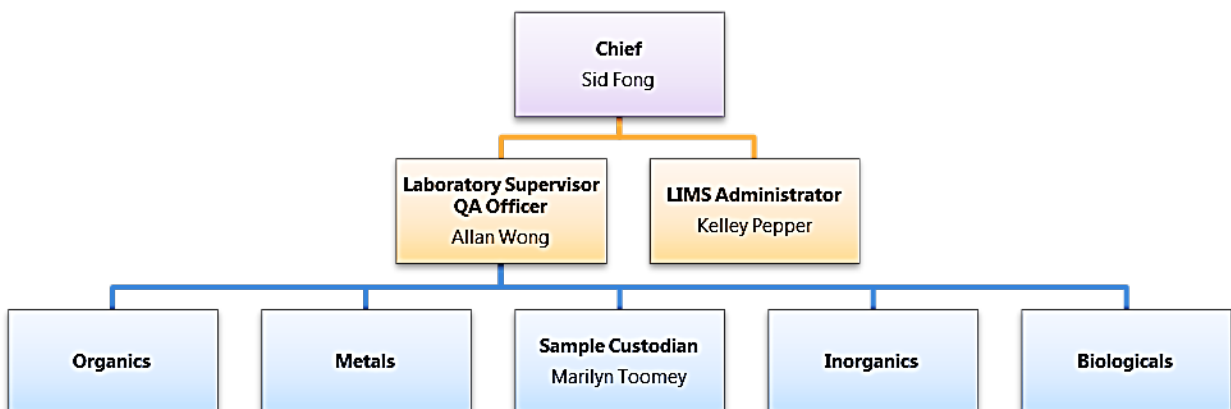 Chief
Sid Fong
Laboratory Supervisor
QA Officer
Allan Wong
LIMS Administrator
Kelley Pepper
Organics
Metals
Sample Custodian
Marilyn Toomey
Inorganics
Biologicals